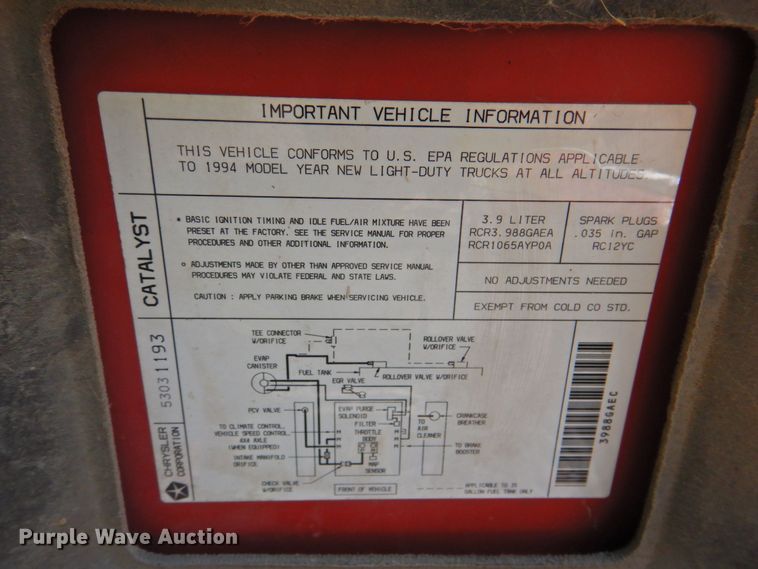 IMPORTANT VEHICLE INFORMATION
THIS VEHICLE CONFORMS TO U.S. EPA REGULATIONS APPLICABLE
TO 1994 MODEL YEAR NEW LIGHT-DUTY TRUCKS AT ALL ALTITUDES.
CATALYST
53031193
CHRYSLER
CORPORATION
* BASIC IGNITION TIMING AND IDLE FUEL/AIR MIXTURE HAVE BEEN
PRESET AT THE FACTORY. SEE THE SERVICE MANUAL FOR PROPER
PROCEDURES AND OTHER ADDITIONAL INFORMATION.
o ADJUSTMENTS MADE BY OTHER THAN APPROVED SERVICE MANUAL
PROCEDURES MAY VIOLATE FEDERAL AND STATE LAWS.
CAUTION : APPLY PARKING BRAKE WHEN SERVICING VEHICLE.
3.9 LITER
RCR3.988GAEA
RCR1065AYP0A
SPARK PLUGS
.035 in. GAP
RC12YC
NO ADJUSTMENTS NEEDED
EXEMPT FROM COLD CO STD.
TEE CONNECTOR
W/ORIFICE
ROLLOVER VALVE
W/ORIFICE
EVAP
CANISTER
FUEL TANK
ROLLOVER VALVE W/ORIFICE
EGR VALVE
PCV VALVE
EVAP PURGE
SOLENOID
FILTER
CRANKCASE
BREATHER
TO CLIMATE CONTROL,
VEHICLE SPEED CONTROL,
4X4 AXLE
(WHEN EQUIPPED)
THROTTLE
BODY
TO AIR
CLEANER
TO BRAKE
BOOSTER
INTAKE MANIFOLD
ORIFICE
MAP
SENSOR
CHECK VALVE
W/ORIFICE
FRONT OF VEHICLE
APPLICABLE TO 35
GALLON FUEL TANK ONLY
3988GAEC
Purple Wave Auction
Purple Wave Auction